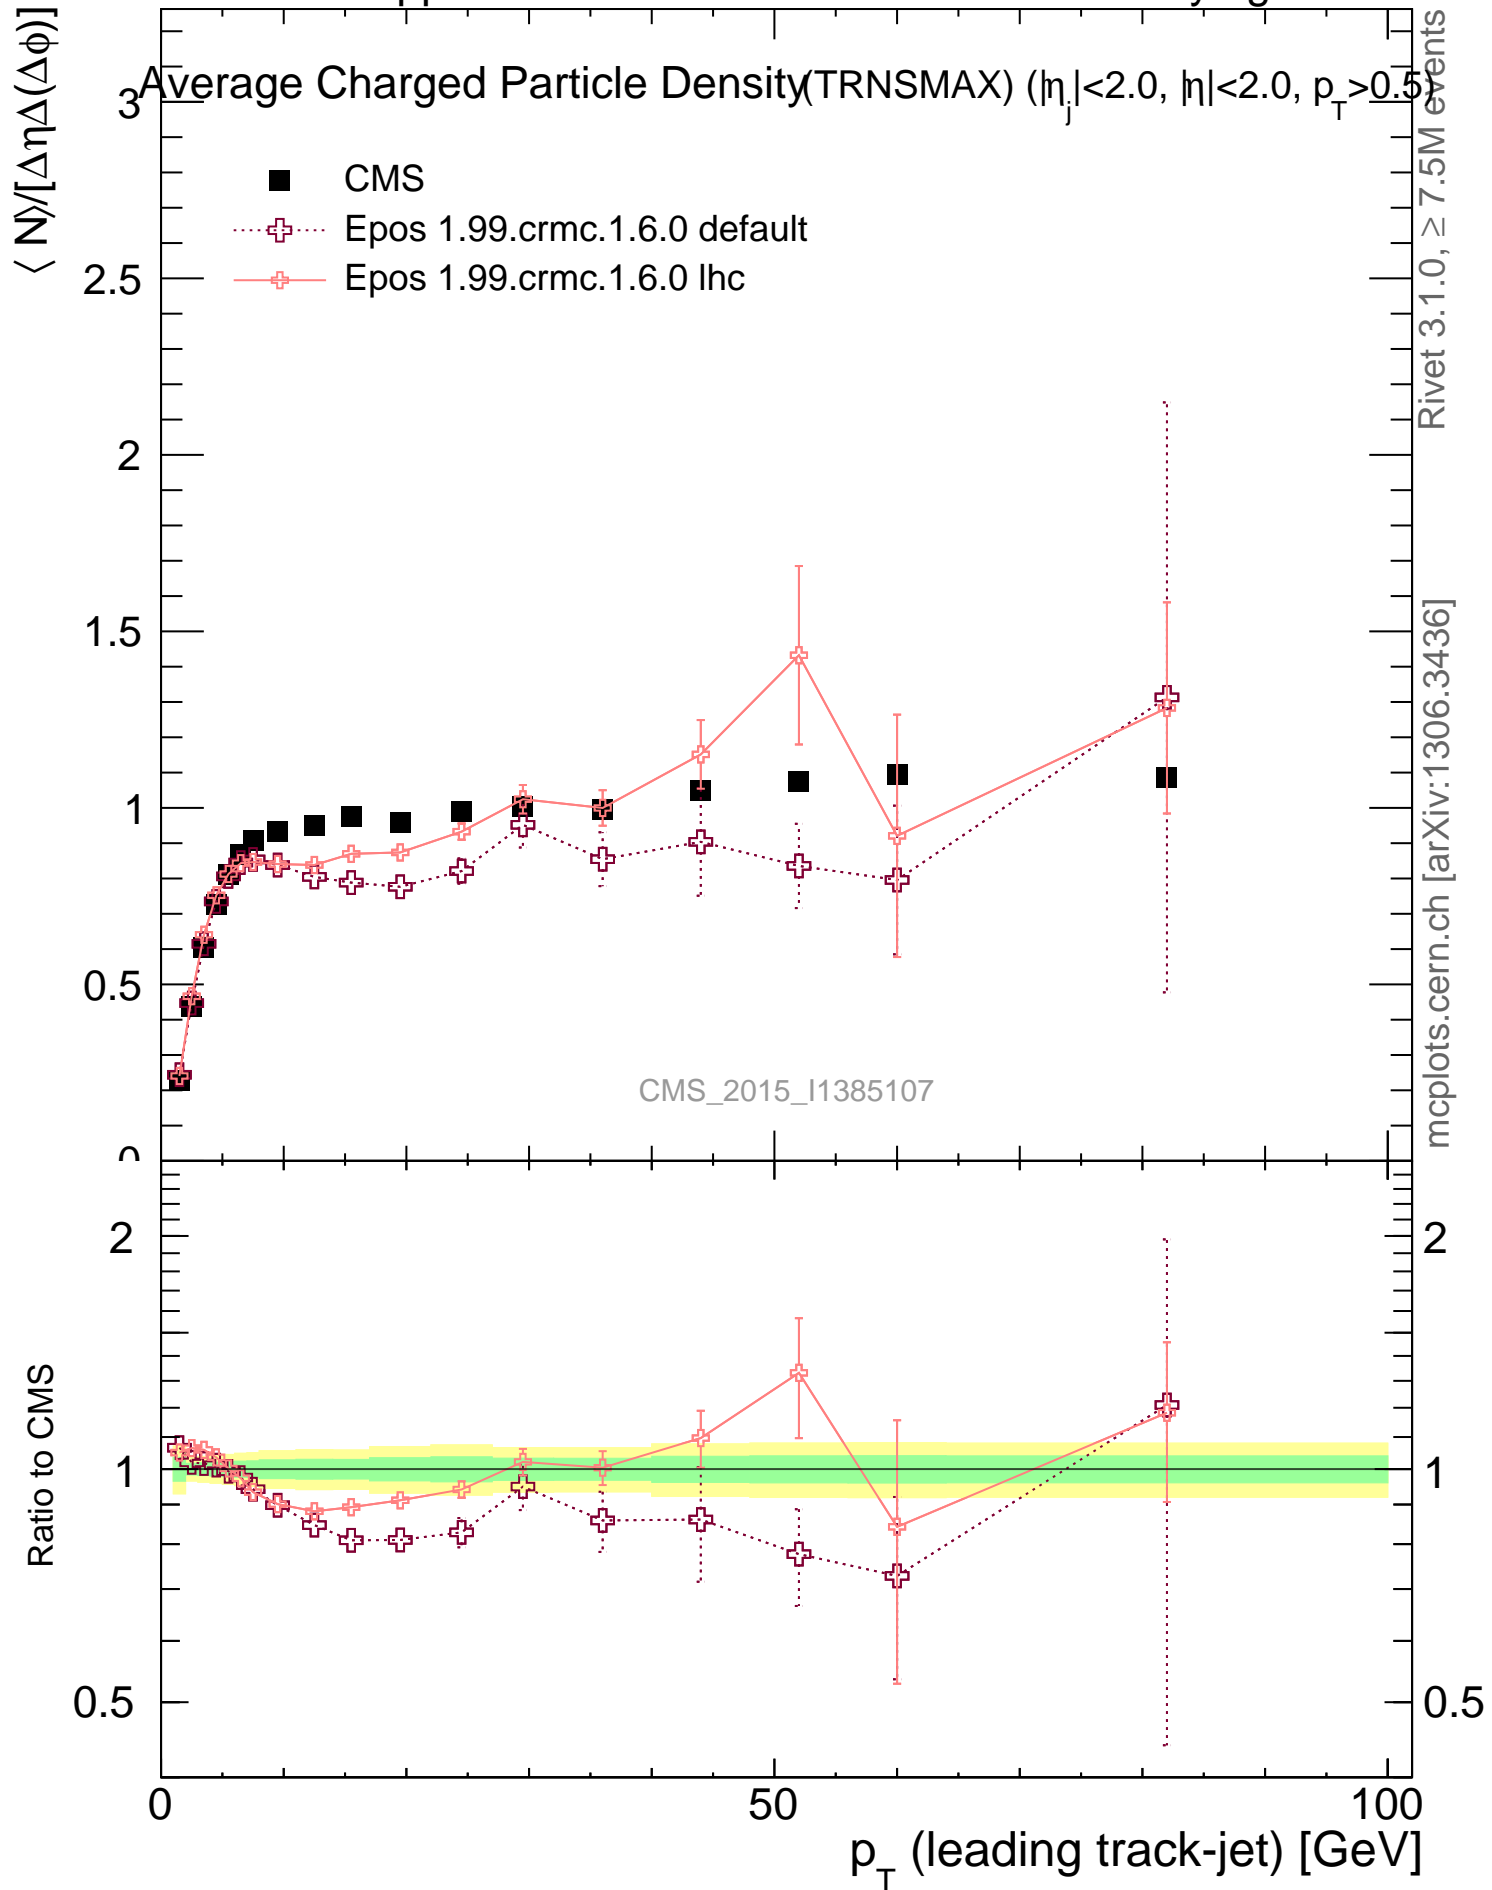 Average Charged Particle Density (TRNSMAX) (|η_j|<2.0, |η|<2.0, p_T>0.5)
⟨ N⟩/[ΔηΔ(Δϕ)]
CMS
Epos 1.99.crmc.1.6.0 default
Epos 1.99.crmc.1.6.0 lhc
3
2.5
2
1.5
1
0.5
0
CMS_2015_I1385107
Rivet 3.1.0, ≥ 7.5M events
mcplots.cern.ch [arXiv:1306.3436]
Ratio to CMS
2
1
0.5
2
1
0.5
0
50
100
p_T (leading track-jet) [GeV]